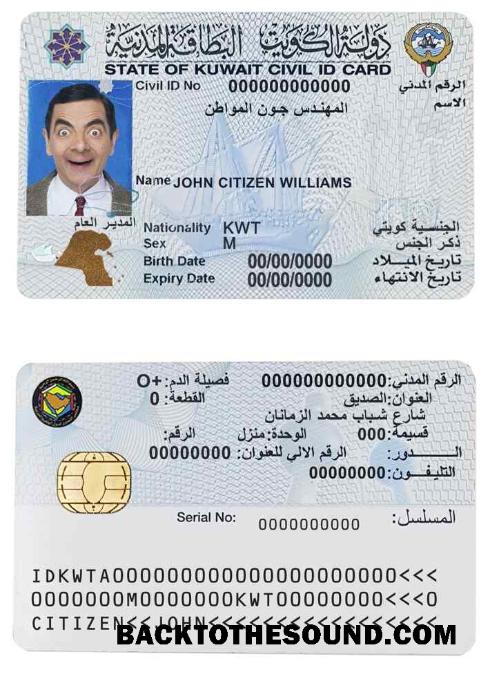 دولة الكويت البطاقة المدنية
STATE OF KUWAIT CIVIL ID CARD
Civil ID No 000000000000 الرقم المدني
المهندس جون المواطن الاسم
Name JOHN CITIZEN WILLIAMS
المدير العام
Nationality KWT الجنسية كويتي
Sex M ذكر الجنس
Birth Date 00/00/0000 تاريخ الميلاد
Expiry Date 00/00/0000 تاريخ الانتهاء
الرقم المدني:000000000000 فصيلة الدم:+O
العنوان:الصديق القطعة: 0
شارع شباب محمد الزمانان
قسيمة:000 الوحدة:منزل الرقم:
الـــدور: الرقم الالي للعنوان: 00000000
التليفــون:00000000
Serial No: 0000000000 المسلسل:
IDKWTA0000000000000000000000<<<
0000000M0000000KWT00000000<<<0
CITIZEN<<JOHN<<<<<<<<<<<<<<<<<
BACKTOTHESOUND.COM